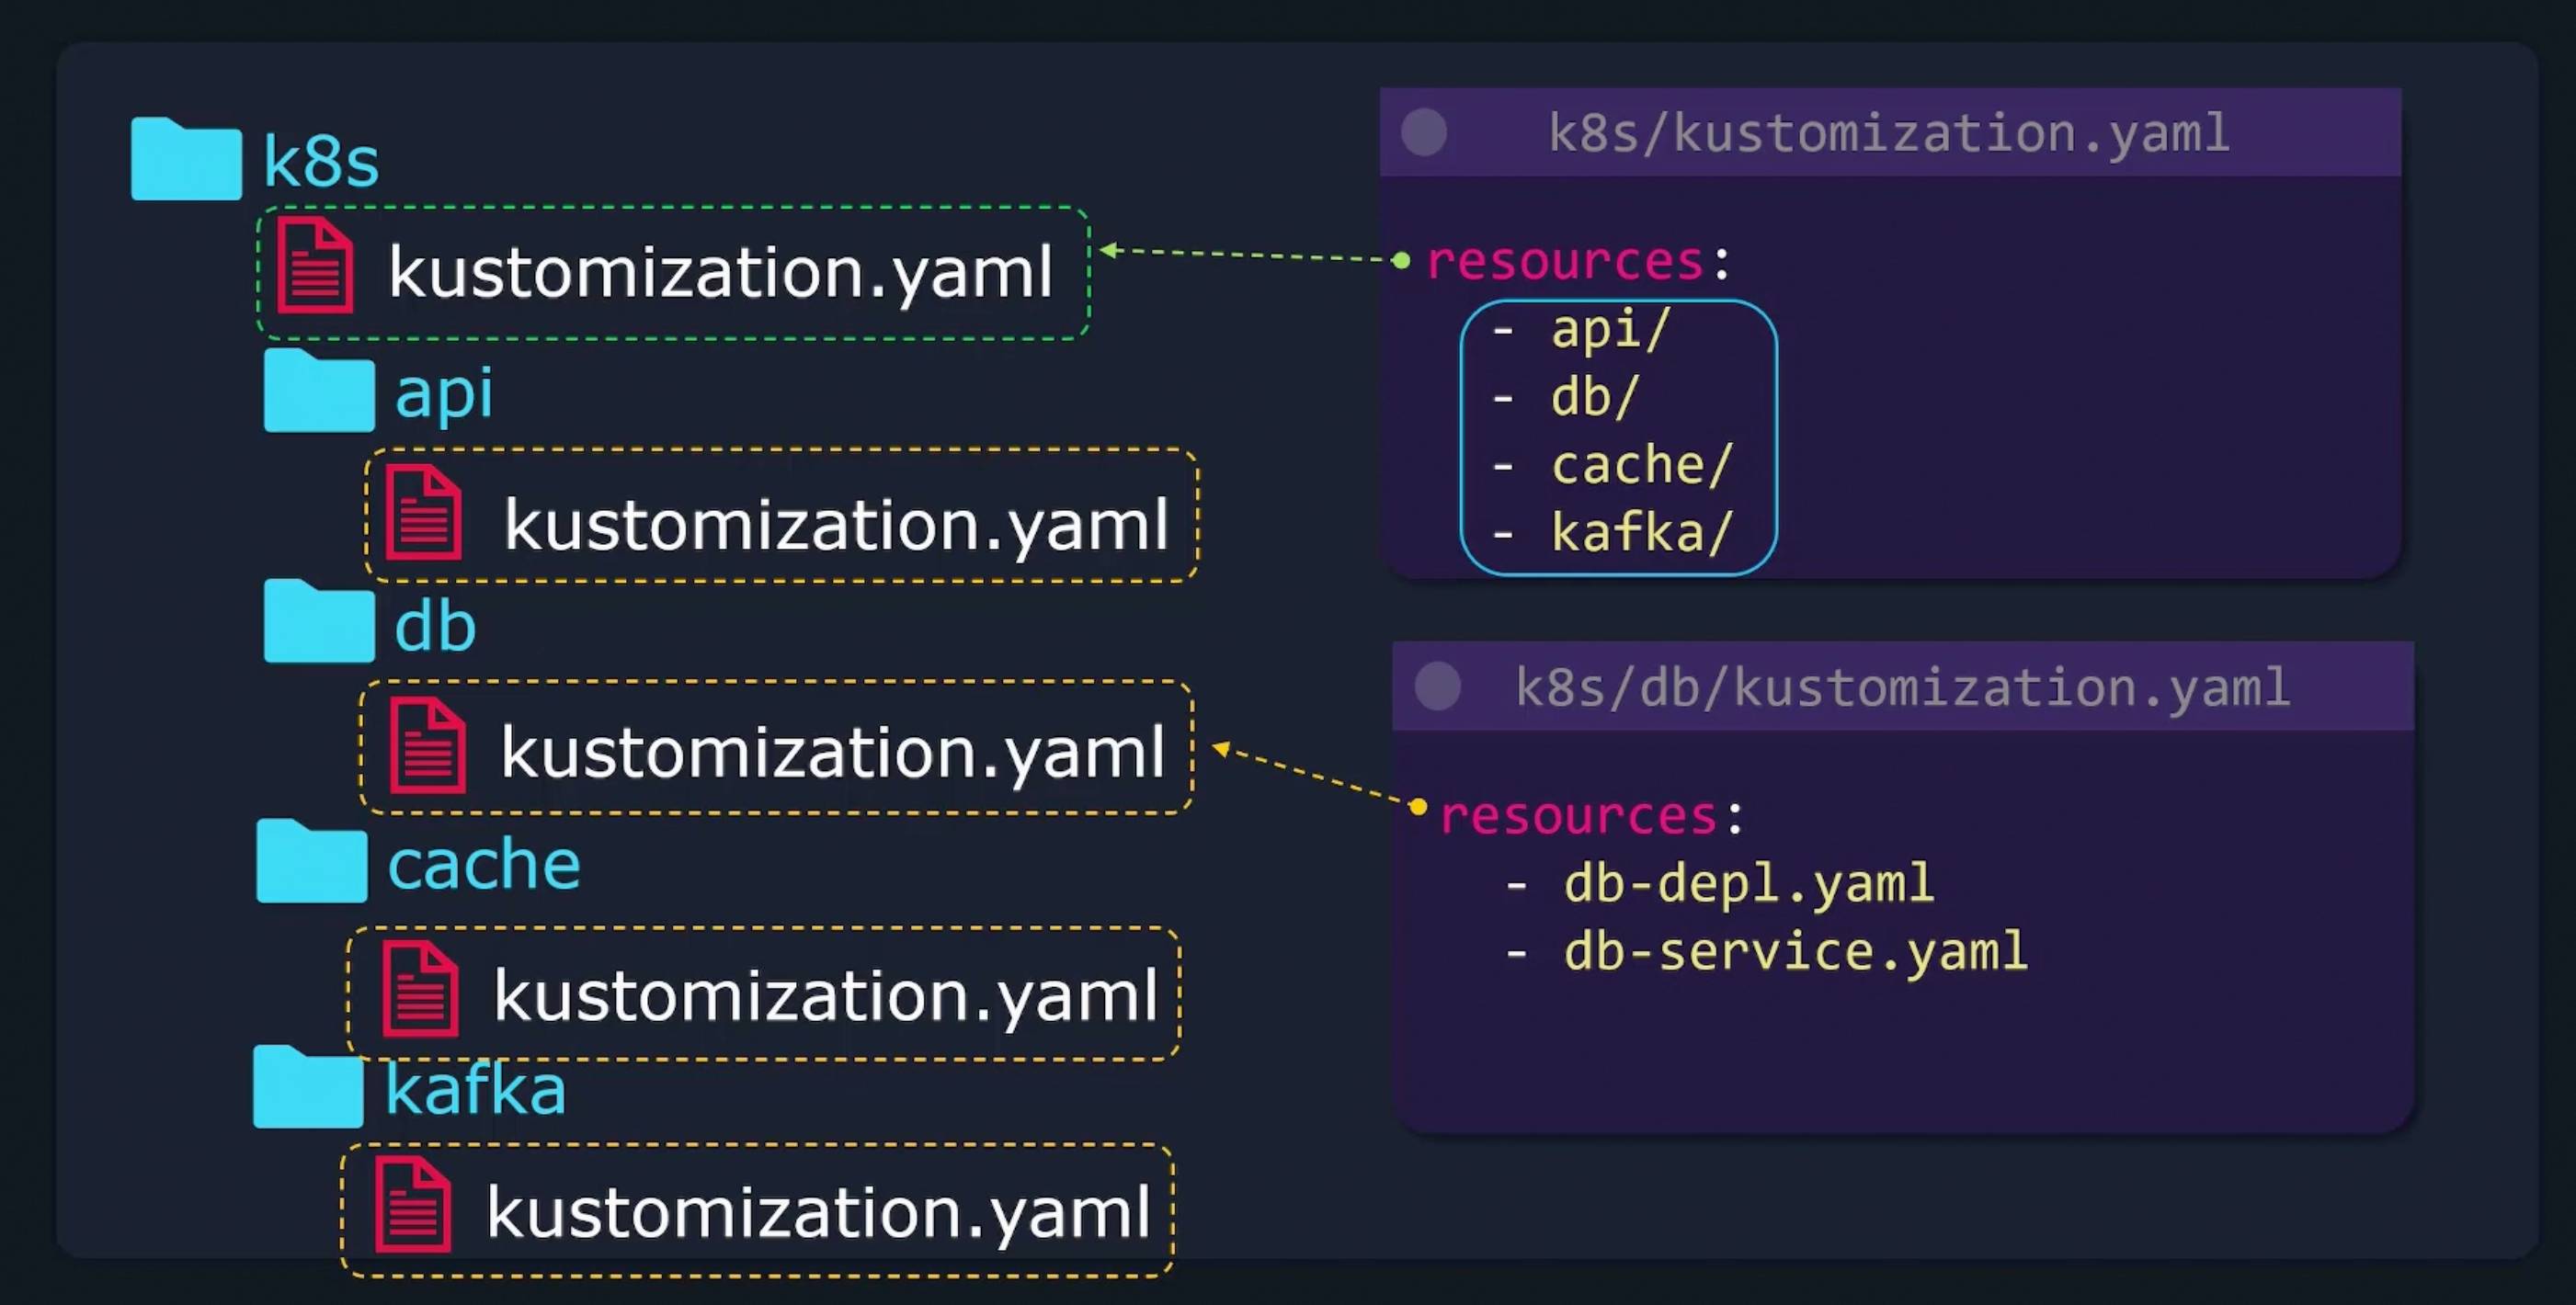 k8s
kustomization.yaml
api
kustomization.yaml
db
kustomization.yaml
cache
kustomization.yaml
kafka
kustomization.yaml
k8s/kustomization.yaml
resources:
- api/
- db/
- cache/
- kafka/
k8s/db/kustomization.yaml
resources:
- db-depl.yaml
- db-service.yaml